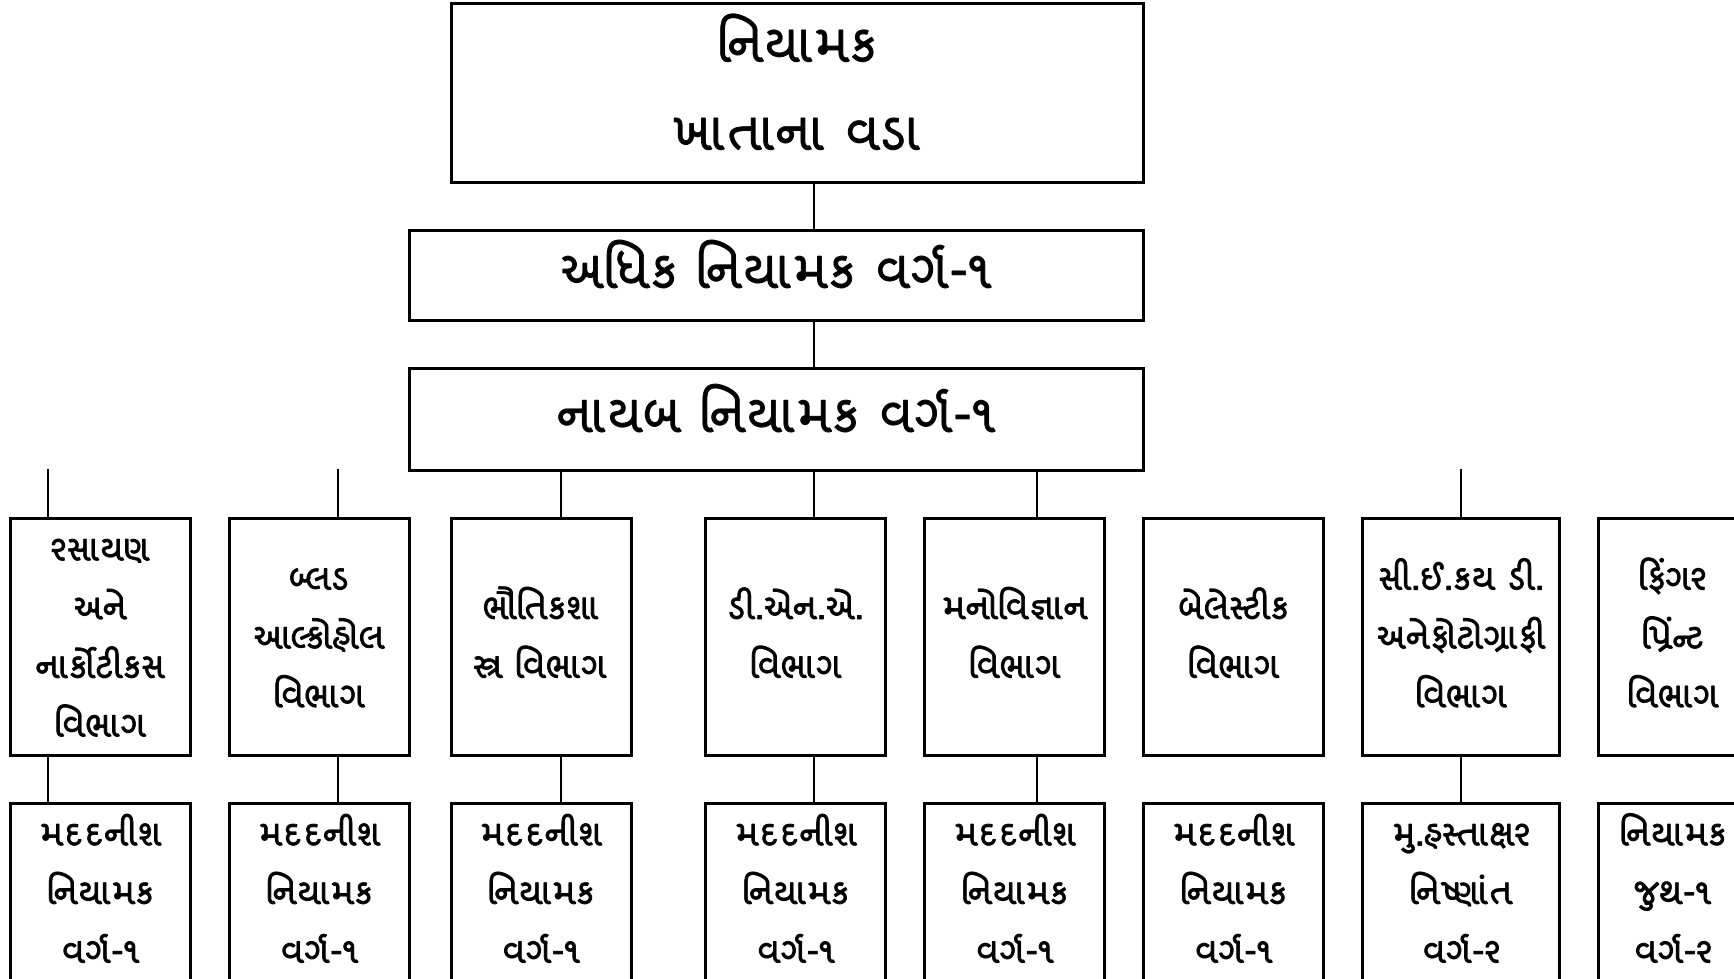 નિયામક
ખાતાના વડા
અધિક નિયામક વર્ગ-૧
નાયબ નિયામક વર્ગ-૧
રસાયણ
અને
નાર્કોટીકસ
વિભાગ
બ્લડ
આલ્કોહોલ
વિભાગ
ભૌતિકશા
સ્ત્ર વિભાગ
ડી.એન.એ.
વિભાગ
મનોવિજ્ઞાન
વિભાગ
બેલેસ્ટીક
વિભાગ
સી.ઈ.કય ડી.
અનેફોટોગ્રાફી
વિભાગ
ફિંગર
પ્રિંન્ટ
વિભાગ
મદદનીશ
નિયામક
વર્ગ-૧
મદદનીશ
નિયામક
વર્ગ-૧
મદદનીશ
નિયામક
વર્ગ-૧
મદદનીશ
નિયામક
વર્ગ-૧
મદદનીશ
નિયામક
વર્ગ-૧
મદદનીશ
નિયામક
વર્ગ-૧
મુ.હસ્તાક્ષર
નિષ્ણાંત
વર્ગ-૨
નિયામક
જુથ-૧
વર્ગ-૨